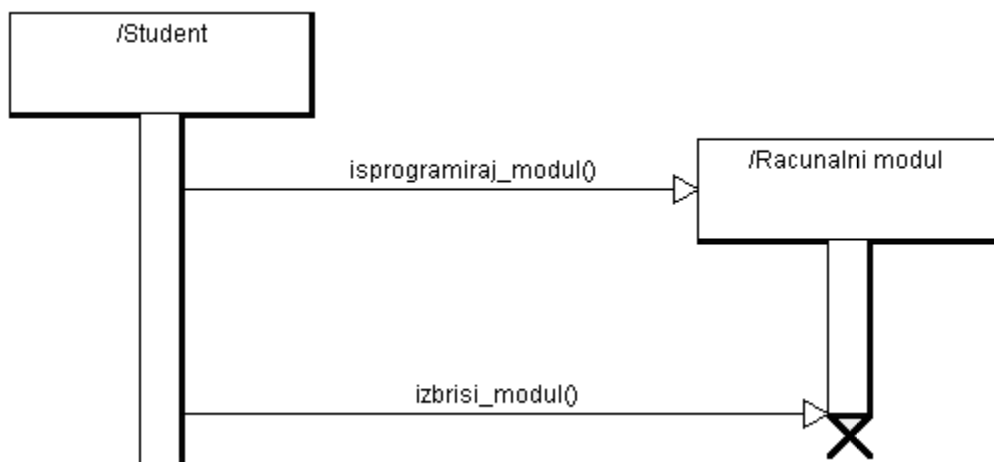 /Student
isprogramiraj_modul()
/Racunalni modul
izbrisi_modul()